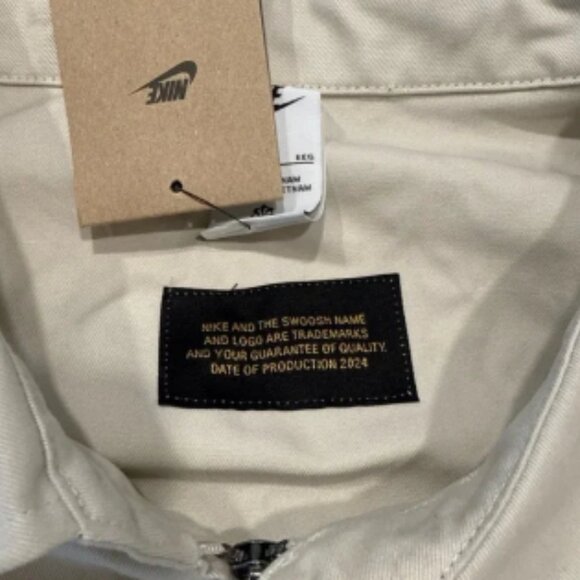 NIKE
NIKE AND THE SWOOSH NAME
AND LOGO ARE TRADEMARKS
AND YOUR GUARANTEE OF QUALITY.
DATE OF PRODUCTION 2024